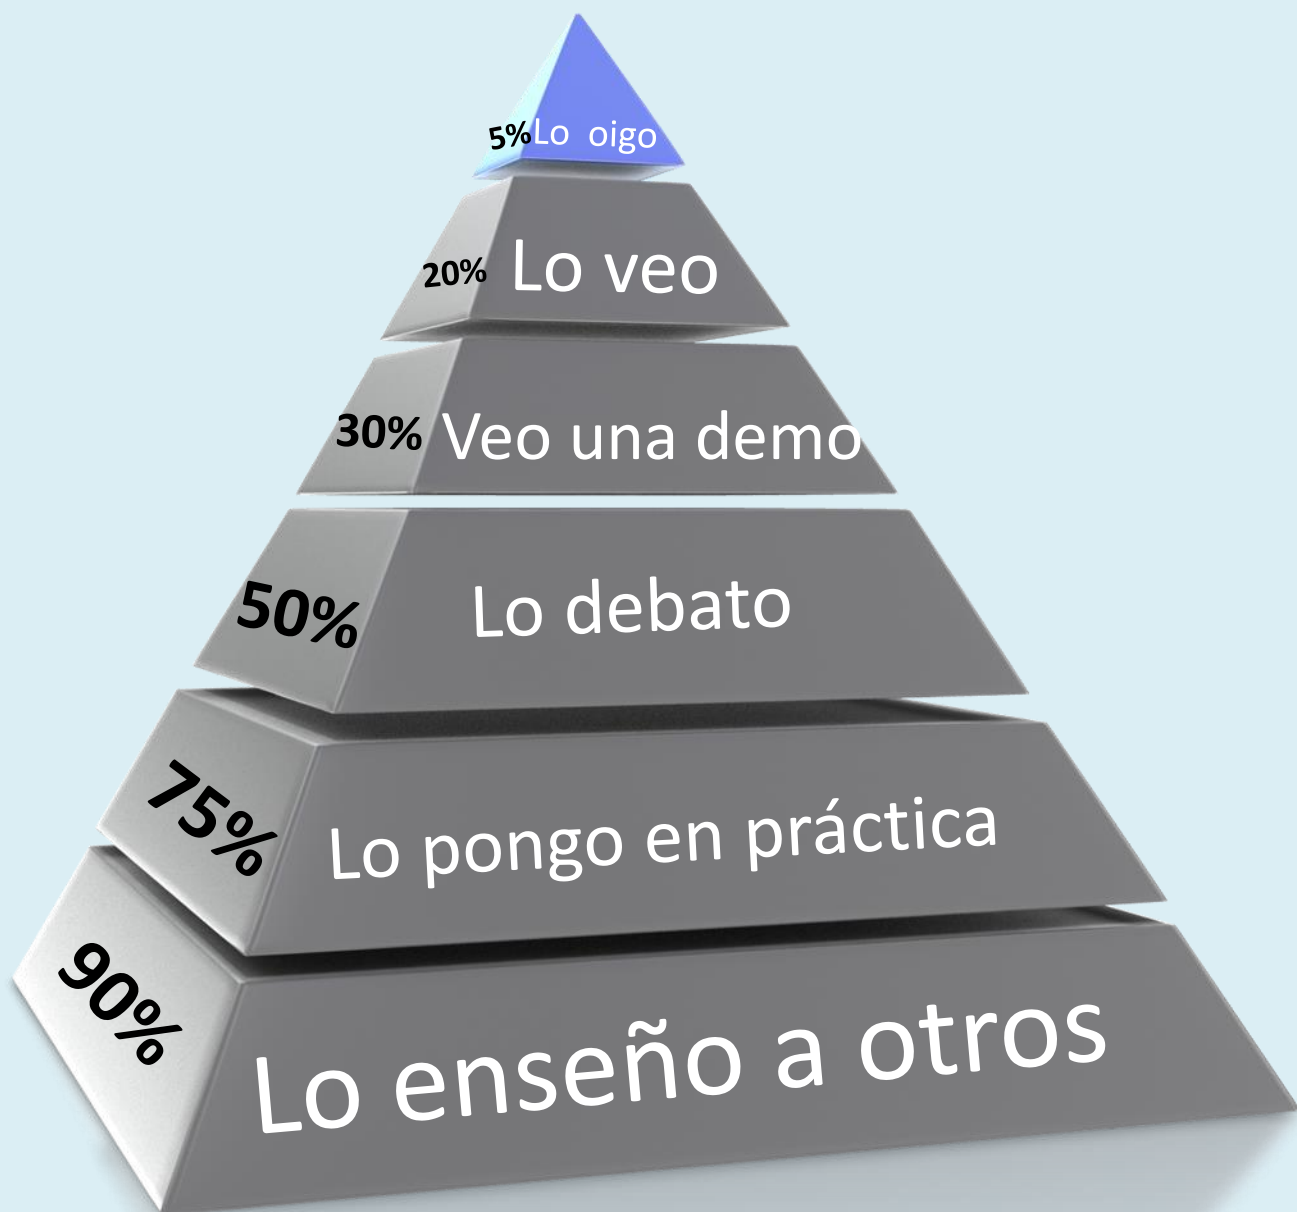 5% Lo oigo
20% Lo veo
30% Veo una demo
50% Lo debato
75% Lo pongo en práctica
90% Lo enseño a otros